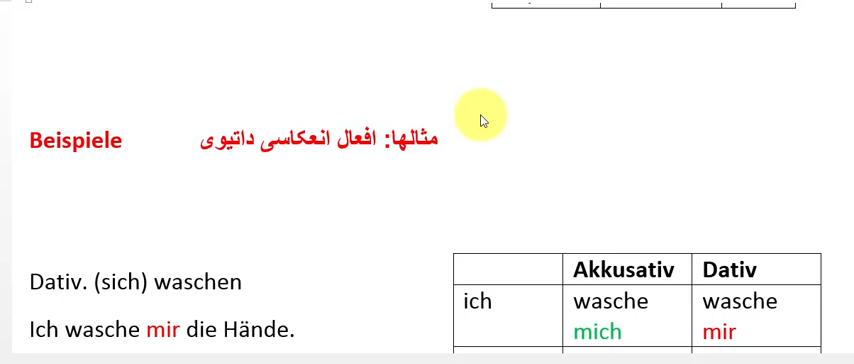 Beispiele
مثالها: افعال انعکاسی داتیوی
Dativ. (sich) waschen
Ich wasche mir die Hände.
Akkusativ Dativ
ich wasche wasche
mich mir